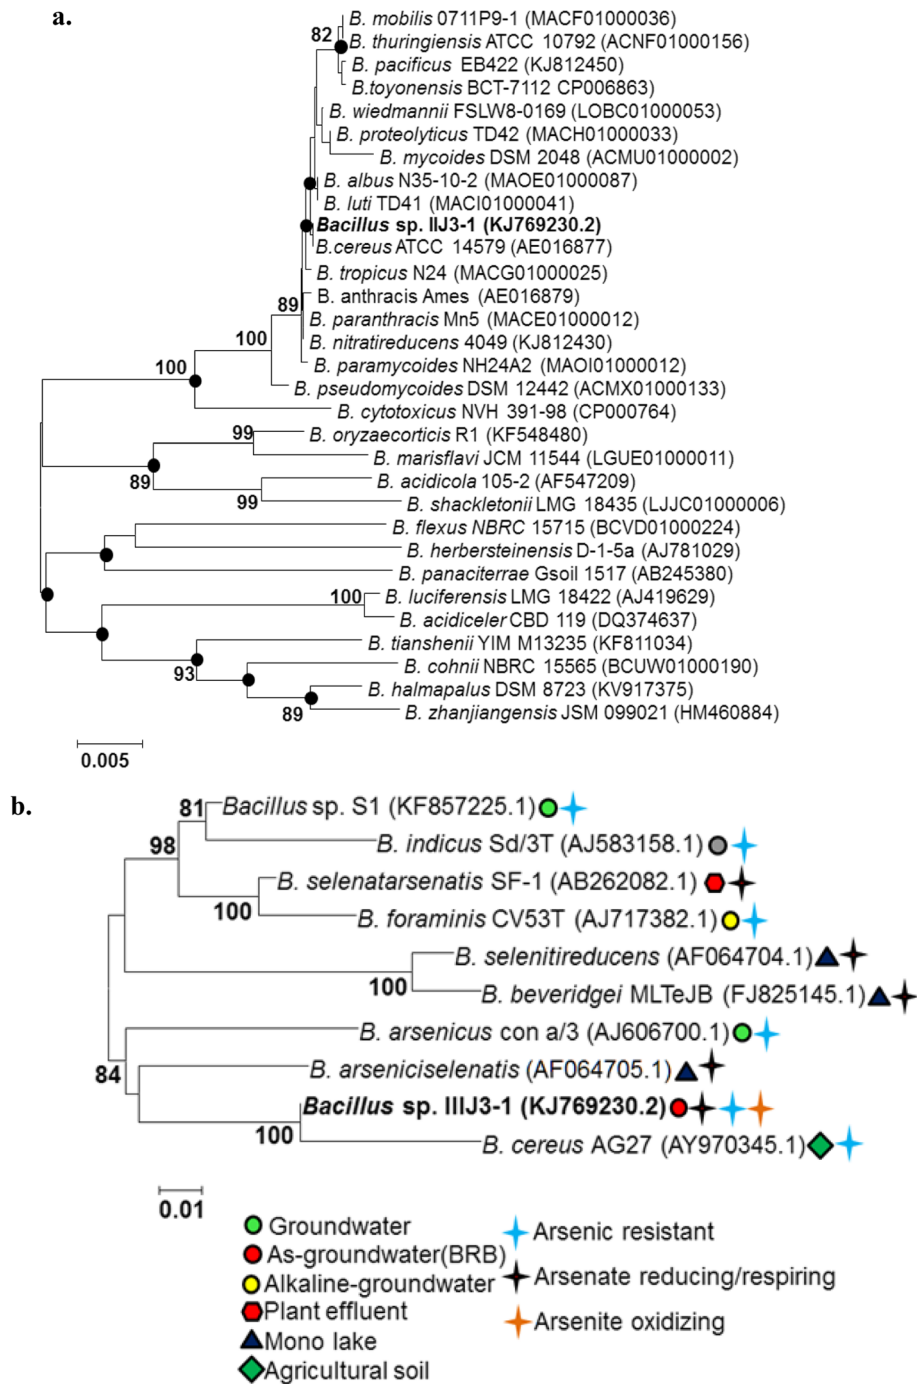 a.
B. mobilis 0711P9-1 (MACF01000036)
82
B. thuringiensis ATCC 10792 (ACNF01000156)
B. pacificus EB422 (KJ812450)
B.toyonensis BCT-7112 CP006863)
B. wiedmannii FSLW8-0169 (LOBC01000053)
B. proteolyticus TD42 (MACH01000033)
B. mycoides DSM 2048 (ACMU01000002)
B. albus N35-10-2 (MAOE01000087)
B. luti TD41 (MACI01000041)
Bacillus sp. IIJ3-1 (KJ769230.2)
B.cereus ATCC 14579 (AE016877)
B. tropicus N24 (MACG01000025)
B. anthracis Ames (AE016879)
89
B. paranthracis Mn5 (MACE01000012)
B. nitratireducens 4049 (KJ812430)
100
B. paramycoides NH24A2 (MAOI01000012)
100
B. pseudomycoides DSM 12442 (ACMX01000133)
B. cytotoxicus NVH 391-98 (CP000764)
99
B. oryzaecorticis R1 (KF548480)
B. marisflavi JCM 11544 (LGUE01000011)
89
B. acidicola 105-2 (AF547209)
99
B. shackletonii LMG 18435 (LJJC01000006)
B. flexus NBRC 15715 (BCVD01000224)
B. herbersteinensis D-1-5a (AJ781029)
B. panaciterrae Gsoil 1517 (AB245380)
100
B. luciferensis LMG 18422 (AJ419629)
B. acidiceler CBD 119 (DQ374637)
B. tianshenii YIM M13235 (KF811034)
93
B. cohnii NBRC 15565 (BCUW01000190)
B. halmapalus DSM 8723 (KV917375)
89
B. zhanjiangensis JSM 099021 (HM460884)
0.005
b.
81
Bacillus sp. S1 (KF857225.1)
98
B. indicus Sd/3T (AJ583158.1)
B. selenatarsenatis SF-1 (AB262082.1)
100
B. foraminis CV53T (AJ717382.1)
B. selenitireducens (AF064704.1)
100
B. beveridgei MLTeJB (FJ825145.1)
B. arsenicus con a/3 (AJ606700.1)
84
B. arseniciselenatis (AF064705.1)
Bacillus sp. IIIJ3-1 (KJ769230.2)
100
B. cereus AG27 (AY970345.1)
0.01
Groundwater
As-groundwater(BRB)
Alkaline-groundwater
Plant effluent
Mono lake
Agricultural soil
Arsenic resistant
Arsenate reducing/respiring
Arsenite oxidizing